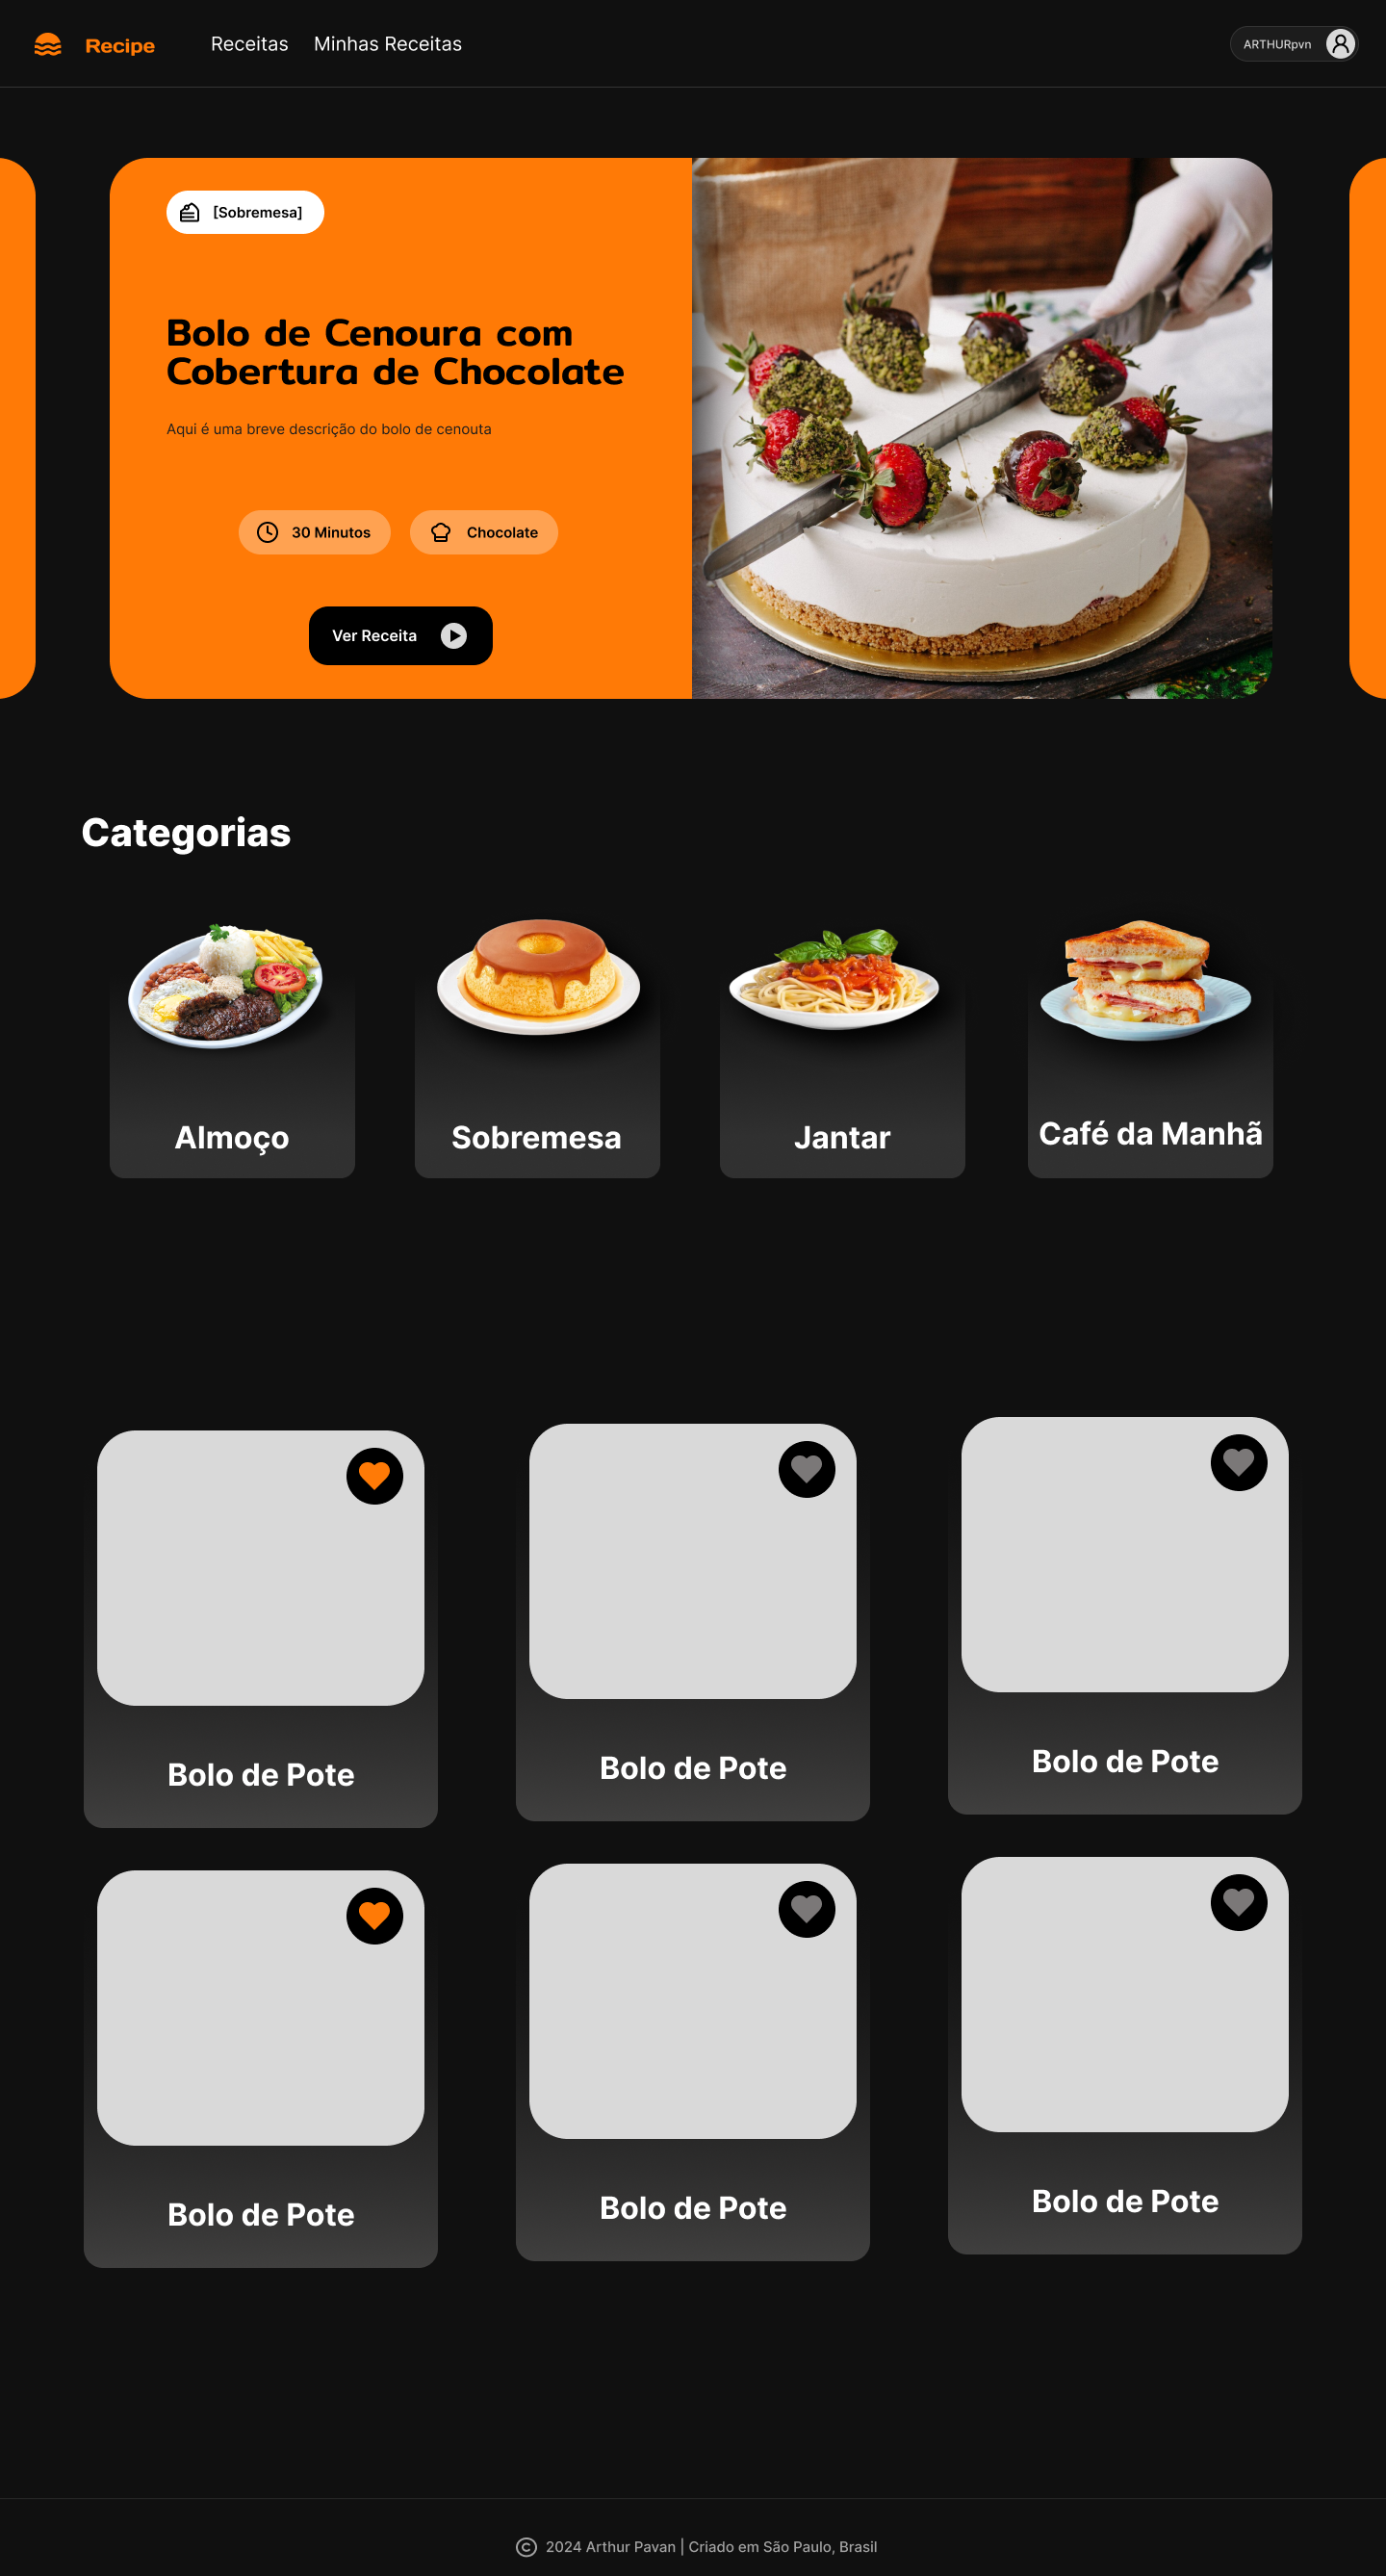 Recipe
Receitas
Minhas Receitas
ARTHURpvn
[Sobremesa]
Bolo de Cenoura com
Cobertura de Chocolate
Aqui é uma breve descrição do bolo de cenouta
30 Minutos
Chocolate
Ver Receita
Categorias
Almoço
Sobremesa
Jantar
Café da Manhã
Bolo de Pote
Bolo de Pote
Bolo de Pote
Bolo de Pote
Bolo de Pote
Bolo de Pote
© 2024 Arthur Pavan | Criado em São Paulo, Brasil